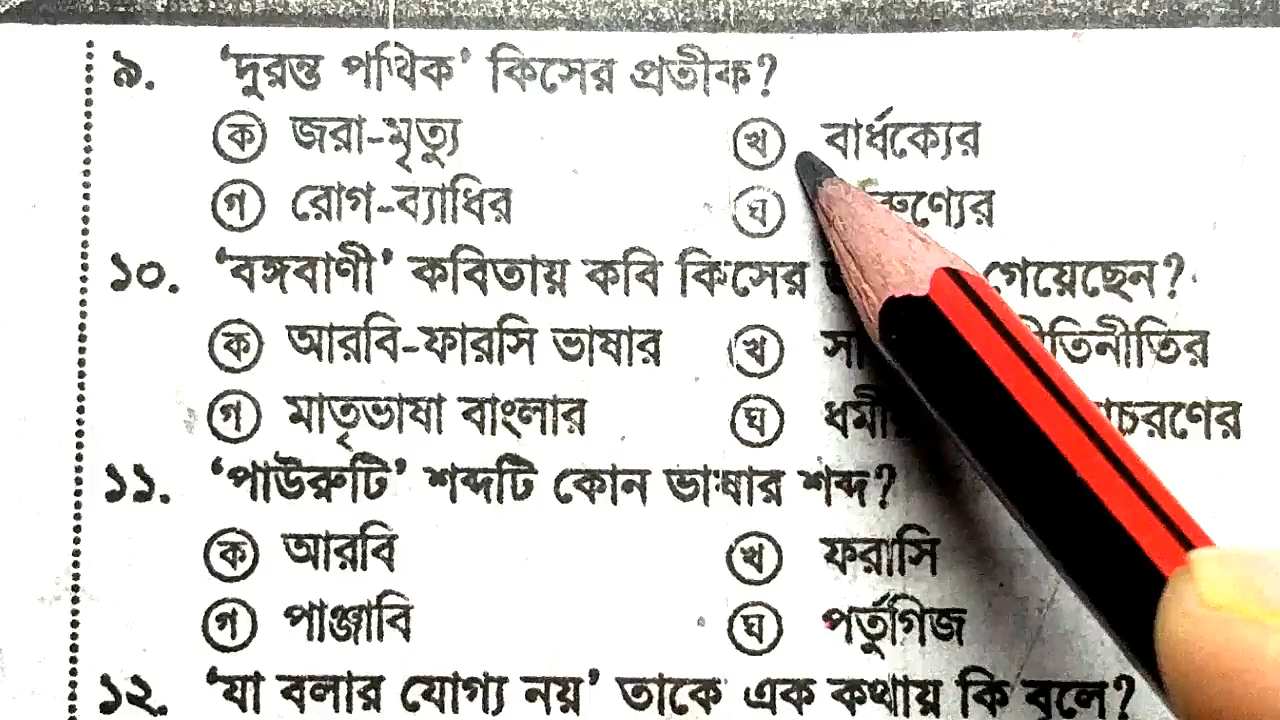 ৯. ‘দুরন্ত পথিক’ কিসের প্রতীক?
ক জরা-মৃত্যু খ বার্ধক্যের
গ রোগ-ব্যাধির ঘ
১০. ‘বঙ্গবাণী’ কবিতায় কবি কিসের গেয়েছেন?
ক আরবি-ফারসি ভাষার খ
গ মাতৃভাষা বাংলার ঘ
১১. ‘পাউরুটি’ শব্দটি কোন ভাষার শব্দ?
ক আরবি খ ফরাসি
গ পাঞ্জাবি ঘ পর্তুগিজ
১২. ‘যা বলার যোগ্য নয়’ তাকে এক কথায় কি বলে?